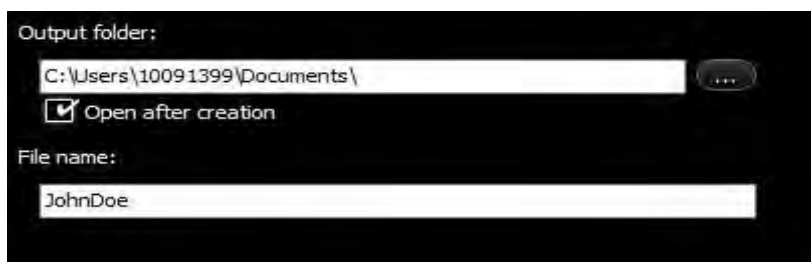 Output folder:
C:\Users\10091399\Documents\
...
Open after creation
File name:
JohnDoe